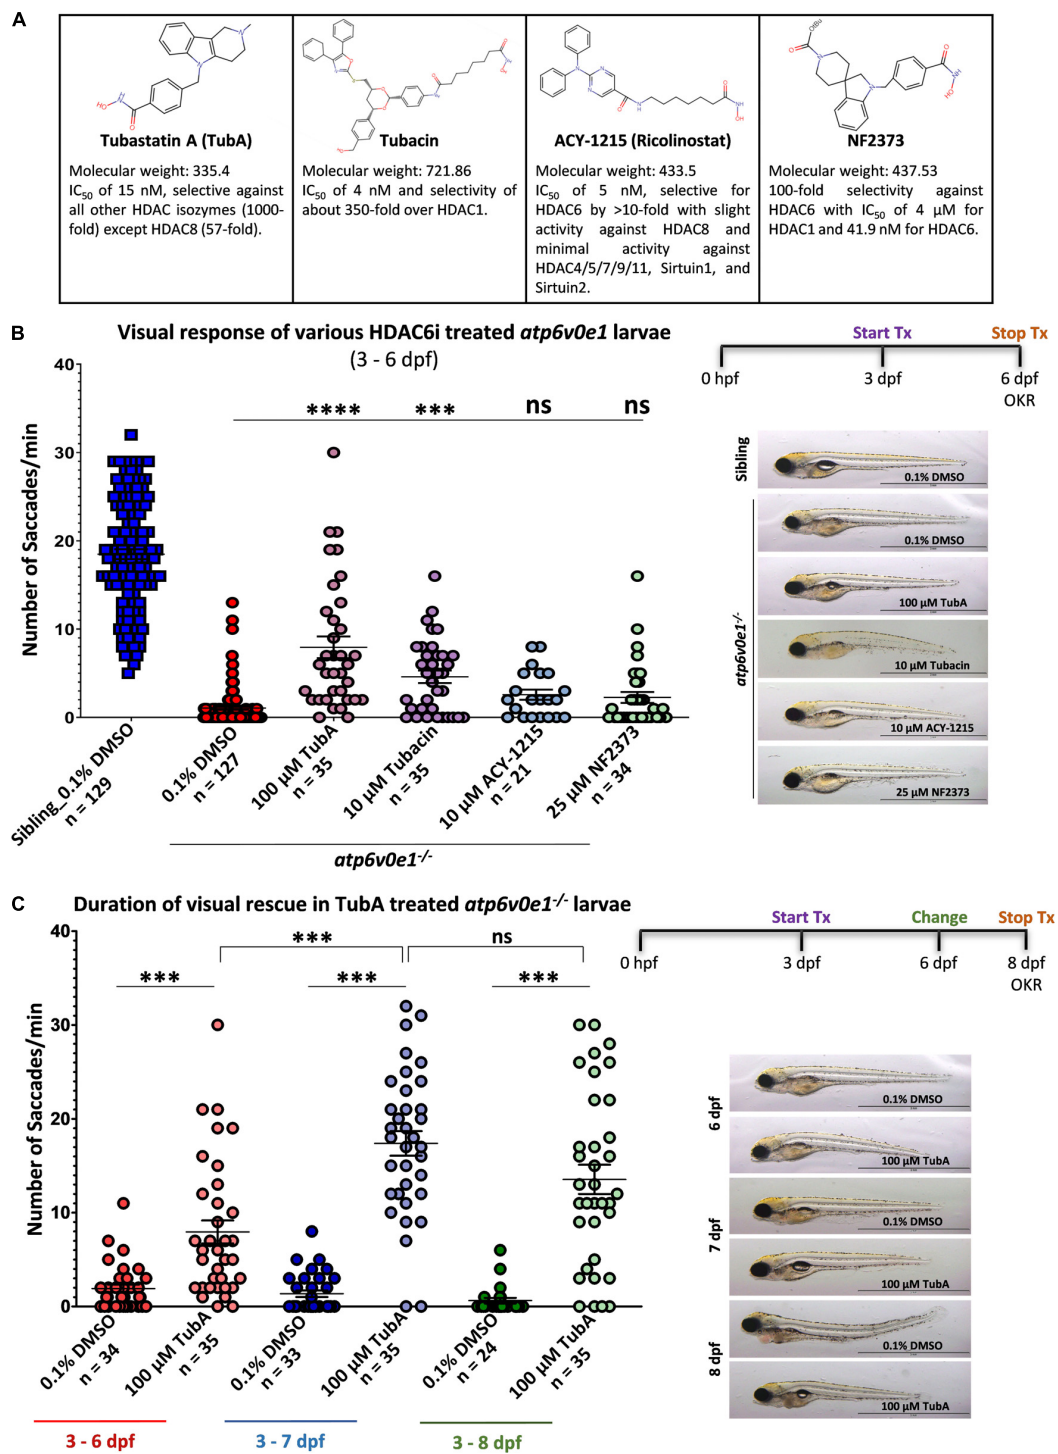 A
Tubastatin A (TubA)
Molecular weight: 335.4
IC50 of 15 nM, selective against
all other HDAC isozymes (1000-
fold) except HDAC8 (57-fold).
Tubacin
Molecular weight: 721.86
IC50 of 4 nM and selectivity of
about 350-fold over HDAC1.
ACY-1215 (Ricolinostat)
Molecular weight: 433.5
IC50 of 5 nM, selective for
HDAC6 by >10-fold with slight
activity against HDAC8 and
minimal activity against
HDAC4/5/7/9/11, Sirtuin1, and
Sirtuin2.
NF2373
Molecular weight: 437.53
100-fold selectivity against
HDAC6 with IC50 of 4 µM for
HDAC1 and 41.9 nM for HDAC6.
B
Visual response of various HDAC6i treated atp6v0e1 larvae
(3 - 6 dpf)
Number of Saccades/min
40
30
20
10
0
****
***
ns
ns
Sibling_0.1% DMSO
n = 129
0.1% DMSO
n = 127
100 µM TubA
n = 35
10 µM Tubacin
n = 35
10 µM ACY-1215
n = 21
25 µM NF2373
n = 34
atp6v0e1-/-
Start Tx
Stop Tx
0 hpf
3 dpf
6 dpf
OKR
Sibling
0.1% DMSO
atp6v0e1-/-
0.1% DMSO
100 µM TubA
10 µM Tubacin
10 µM ACY-1215
25 µM NF2373
C
Duration of visual rescue in TubA treated atp6v0e1-/- larvae
Number of Saccades/min
40
30
20
10
0
***
ns
***
***
***
0.1% DMSO
n = 34
100 µM TubA
n = 35
0.1% DMSO
n = 33
100 µM TubA
n = 35
0.1% DMSO
n = 24
100 µM TubA
n = 35
3 - 6 dpf
3 - 7 dpf
3 - 8 dpf
Start Tx
Change
Stop Tx
0 hpf
3 dpf
6 dpf
8 dpf
OKR
6 dpf
0.1% DMSO
100 µM TubA
7 dpf
0.1% DMSO
100 µM TubA
8 dpf
0.1% DMSO
100 µM TubA